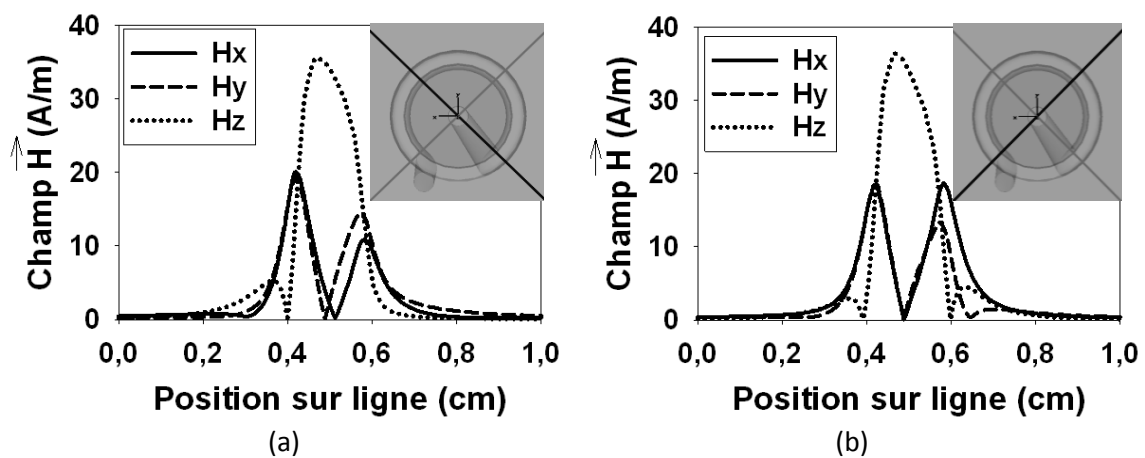 40
30
20
10
0
Champ H (A/m)
Hx
Hy
Hz
0,0 0,2 0,4 0,6 0,8 1,0
Position sur ligne (cm)
(a)
40
30
20
10
0
Champ H (A/m)
Hx
Hy
Hz
0,0 0,2 0,4 0,6 0,8 1,0
Position sur ligne (cm)
(b)